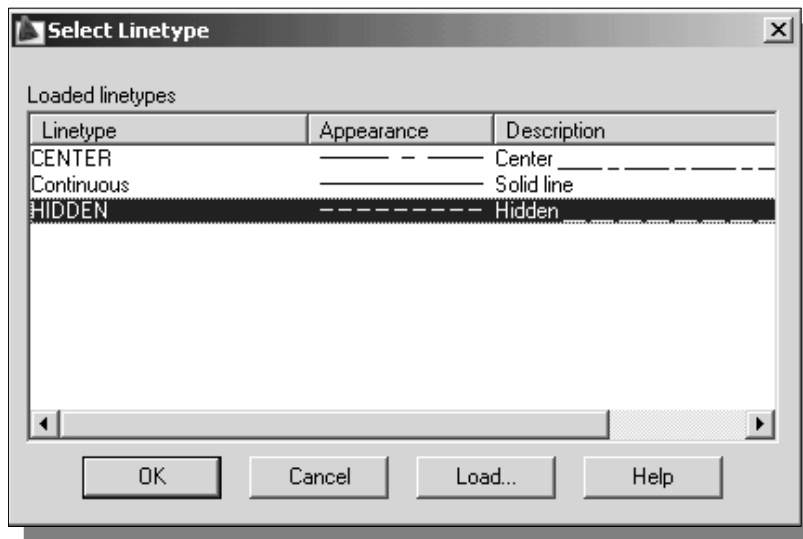 Select Linetype
Loaded linetypes
Linetype Appearance Description
CENTER Center
Continuous Solid line
HIDDEN Hidden
OK Cancel Load... Help